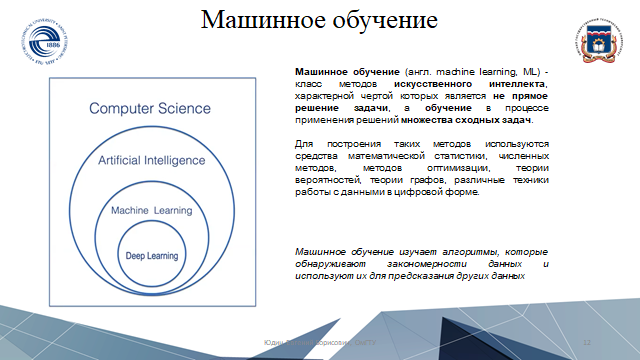 Машинное обучение
1886
Computer Science
Artificial Intelligence
Machine Learning
Deep Learning
Машинное обучение (англ. machine learning, ML) -
класс методов искусственного интеллекта,
характерной чертой которых является не прямое
решение задачи, а обучение в процессе
применения решений множества сходных задач.
Для построения таких методов используются
средства математической статистики, численных
методов, методов оптимизации, теории
вероятностей, теории графов, различные техники
работы с данными в цифровой форме.
Машинное обучение изучает алгоритмы, которые
обнаруживают закономерности данных и
используют их для предсказания других данных